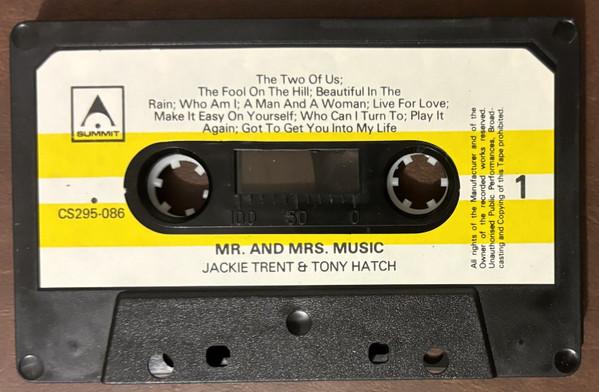 The Two Of Us;
The Fool On The Hill; Beautiful In The
Rain; Who Am I; A Man And A Woman; Live For Love;
Make It Easy On Yourself; Who Can I Turn To; Play It
Again; Got To Get You Into My Life
SUMMIT
CS295-086
100 50 0
1
MR. AND MRS. MUSIC
JACKIE TRENT & TONY HATCH
All rights of the Manufacturer and of the
Owner of the recorded works reserved.
Unauthorised Public Performances, Broad-
casting and Copying of this Tape prohibited.